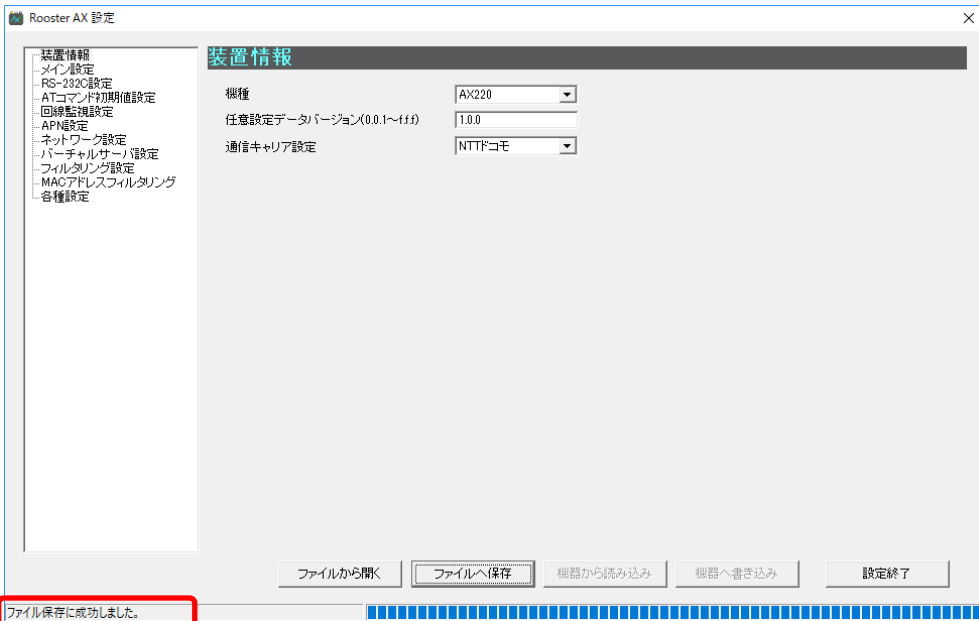 Rooster AX 設定
装置情報
メイン設定
RS-232C設定
ATコマンド初期値設定
回線監視設定
APN設定
ネットワーク設定
バーチャルサーバ設定
フィルタリング設定
MACアドレスフィルタリング
各種設定
装置情報
機種 AX220
任意設定データバージョン(0.0.1～f.f.f) 1.0.0
通信キャリア設定 NTTドコモ
ファイルから開く ファイルへ保存 機器から読み込み 機器へ書き込み 設定終了
ファイル保存に成功しました。